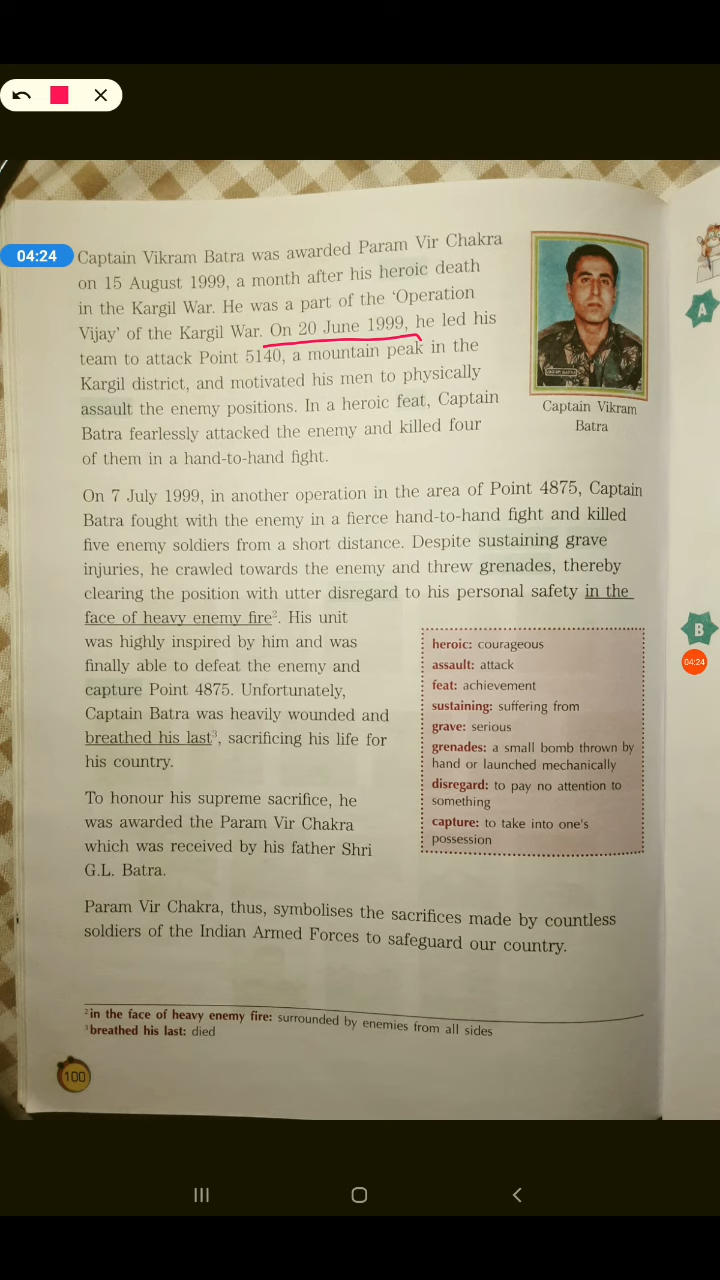 04:24
Captain Vikram Batra was awarded Param Vir Chakra
on 15 August 1999, a month after his heroic death
in the Kargil War. He was a part of the 'Operation
Vijay' of the Kargil War. On 20 June 1999, he led his
team to attack Point 5140, a mountain peak in the
Kargil district, and motivated his men to physically
assault the enemy positions. In a heroic feat, Captain
Batra fearlessly attacked the enemy and killed four
of them in a hand-to-hand fight.
Captain Vikram
Batra
On 7 July 1999, in another operation in the area of Point 4875, Captain
Batra fought with the enemy in a fierce hand-to-hand fight and killed
five enemy soldiers from a short distance. Despite sustaining grave
injuries, he crawled towards the enemy and threw grenades, thereby
clearing the position with utter disregard to his personal safety in the
face of heavy enemy fire². His unit
was highly inspired by him and was
finally able to defeat the enemy and
capture Point 4875. Unfortunately,
Captain Batra was heavily wounded and
breathed his last³, sacrificing his life for
his country.
heroic: courageous
assault: attack
feat: achievement
sustaining: suffering from
grave: serious
grenades: a small bomb thrown by
hand or launched mechanically
disregard: to pay no attention to
something
capture: to take into one's
possession
To honour his supreme sacrifice, he
was awarded the Param Vir Chakra
which was received by his father Shri
G.L. Batra.
Param Vir Chakra, thus, symbolises the sacrifices made by countless
soldiers of the Indian Armed Forces to safeguard our country.
²in the face of heavy enemy fire: surrounded by enemies from all sides
³breathed his last: died
100
A
B
04:24